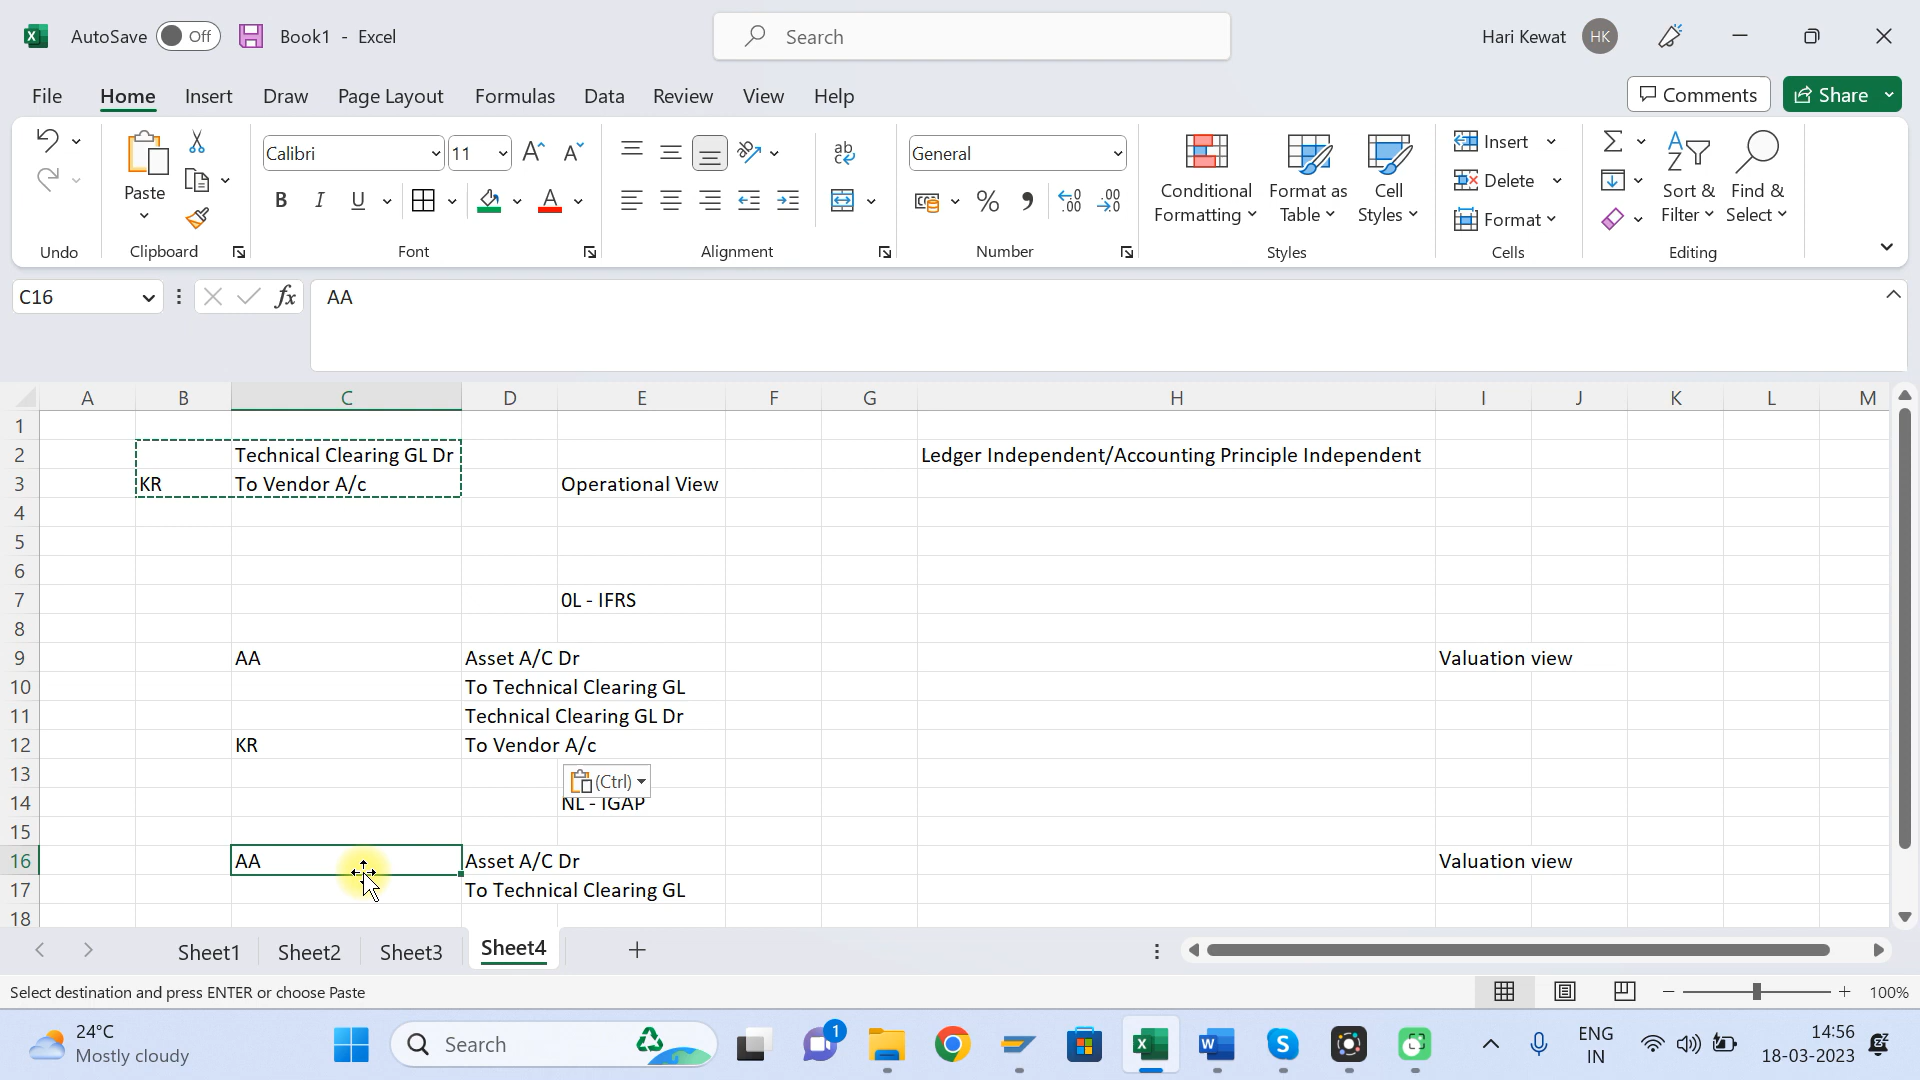 AutoSave Off Book1 - Excel Search Hari Kewat HK
File Home Insert Draw Page Layout Formulas Data Review View Help Comments Share
Paste
Calibri 11
General
Conditional Formatting
Format as Table
Cell Styles
Insert
Delete
Format
Sort & Filter
Find & Select
Undo Clipboard Font Alignment Number Styles Cells Editing
C16 fx AA
A B C D E F G H I J K L M
1
2 Technical Clearing GL Dr Ledger Independent/Accounting Principle Independent
3 KR To Vendor A/c Operational View
4
5
6
7 0L - IFRS
8
9 AA Asset A/C Dr Valuation view
10 To Technical Clearing GL
11 Technical Clearing GL Dr
12 KR To Vendor A/c
13 (Ctrl)
14 NL - IGAP
15
16 AA Asset A/C Dr Valuation view
17 To Technical Clearing GL
18
Sheet1 Sheet2 Sheet3 Sheet4
Select destination and press ENTER or choose Paste 100%
24°C
Mostly cloudy
Search
1
ENG
IN
14:56
18-03-2023